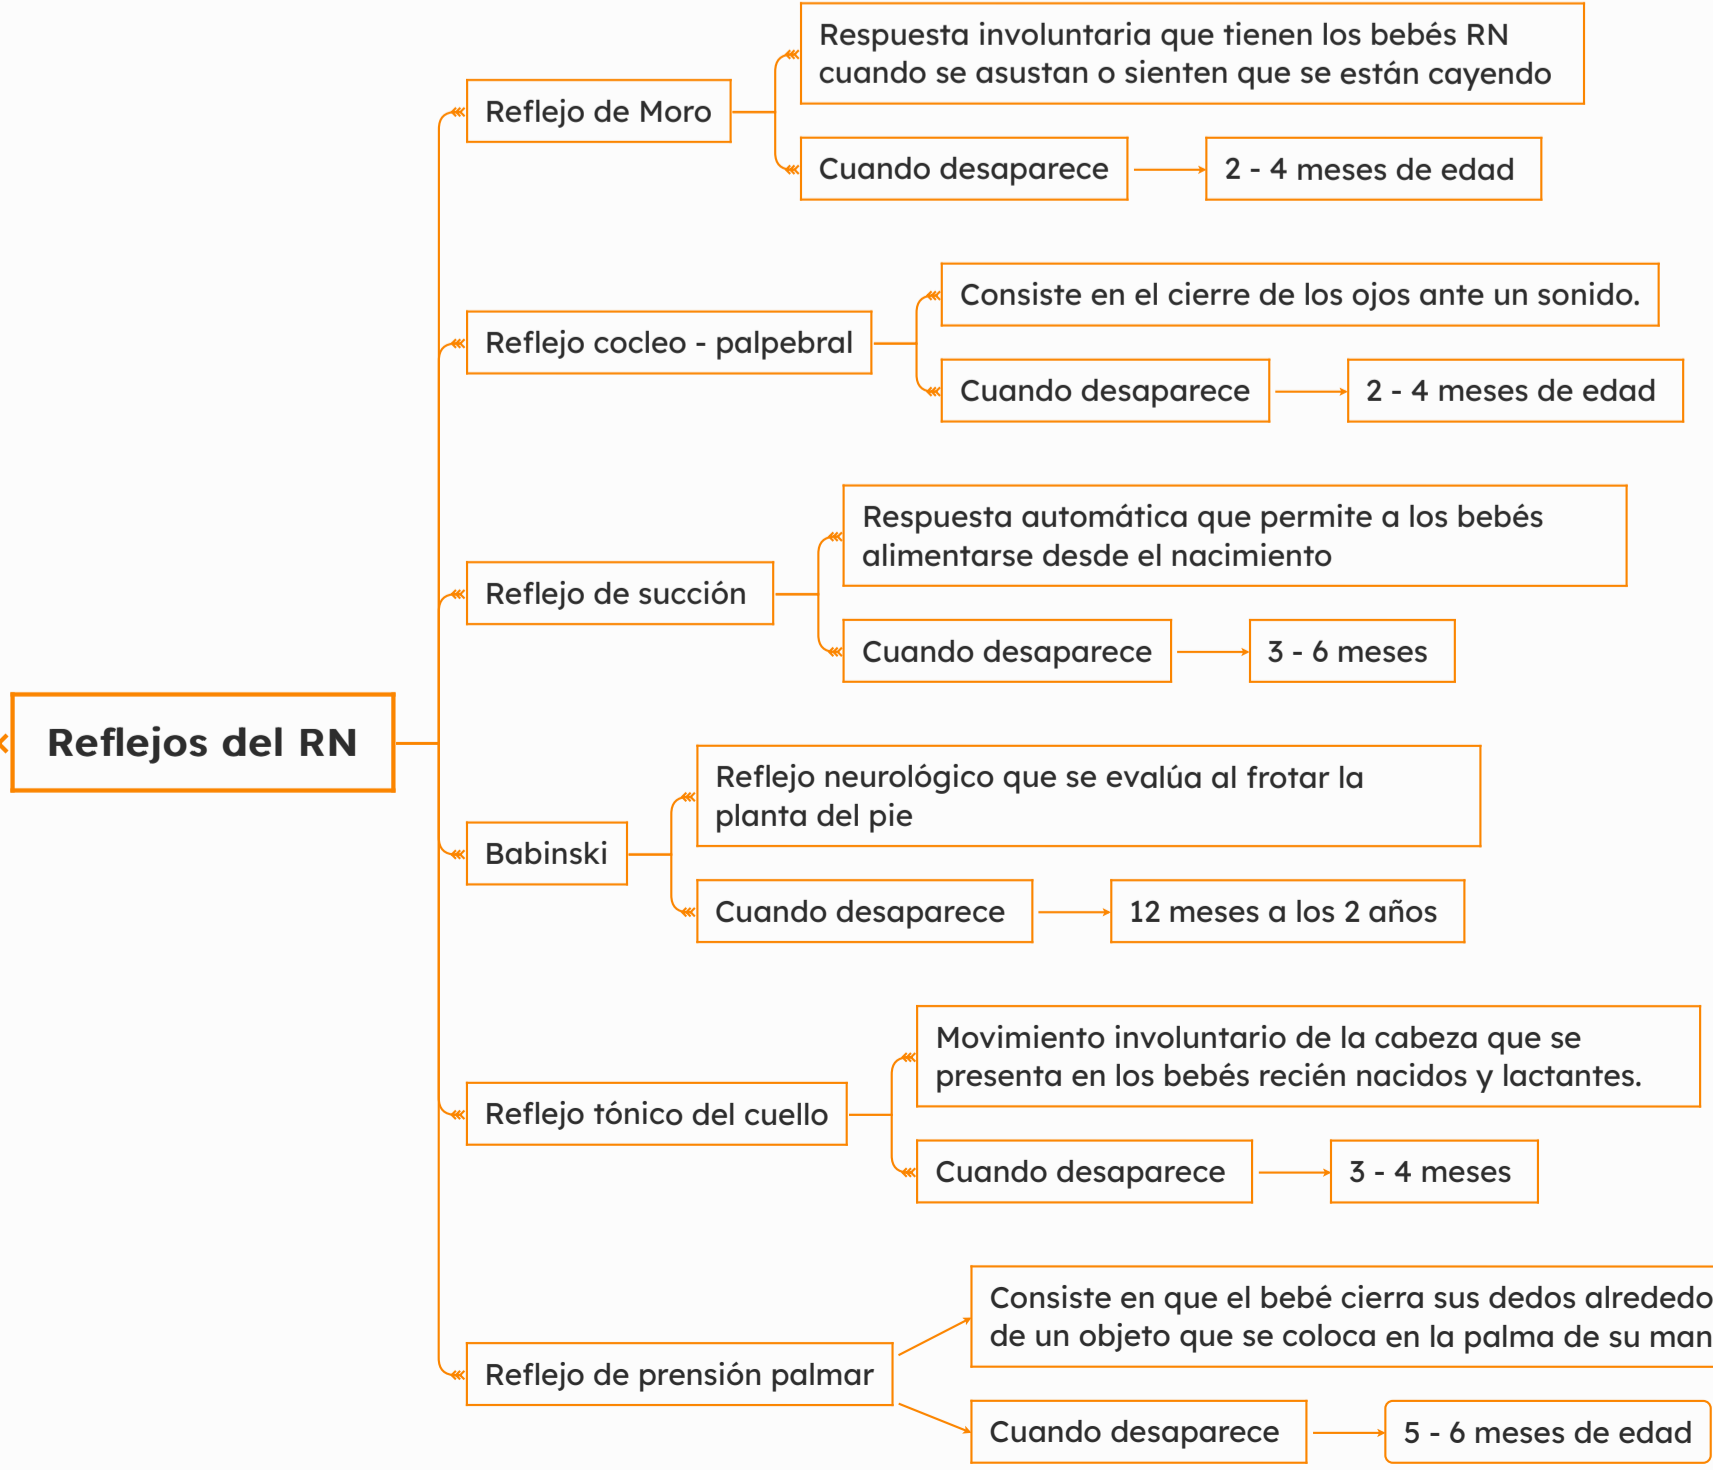 Respuesta involuntaria que tienen los bebés RN
cuando se asustan o sienten que se están cayendo
Reflejo de Moro
Cuando desaparece
2 - 4 meses de edad
Consiste en el cierre de los ojos ante un sonido.
Reflejo cocleo - palpebral
Cuando desaparece
2 - 4 meses de edad
Respuesta automática que permite a los bebés
alimentarse desde el nacimiento
Reflejo de succión
Cuando desaparece
3 - 6 meses
Reflejos del RN
Reflejo neurológico que se evalúa al frotar la
planta del pie
Babinski
Cuando desaparece
12 meses a los 2 años
Movimiento involuntario de la cabeza que se
presenta en los bebés recién nacidos y lactantes.
Reflejo tónico del cuello
Cuando desaparece
3 - 4 meses
Consiste en que el bebé cierra sus dedos alrededo
de un objeto que se coloca en la palma de su man
Reflejo de prensión palmar
Cuando desaparece
5 - 6 meses de edad